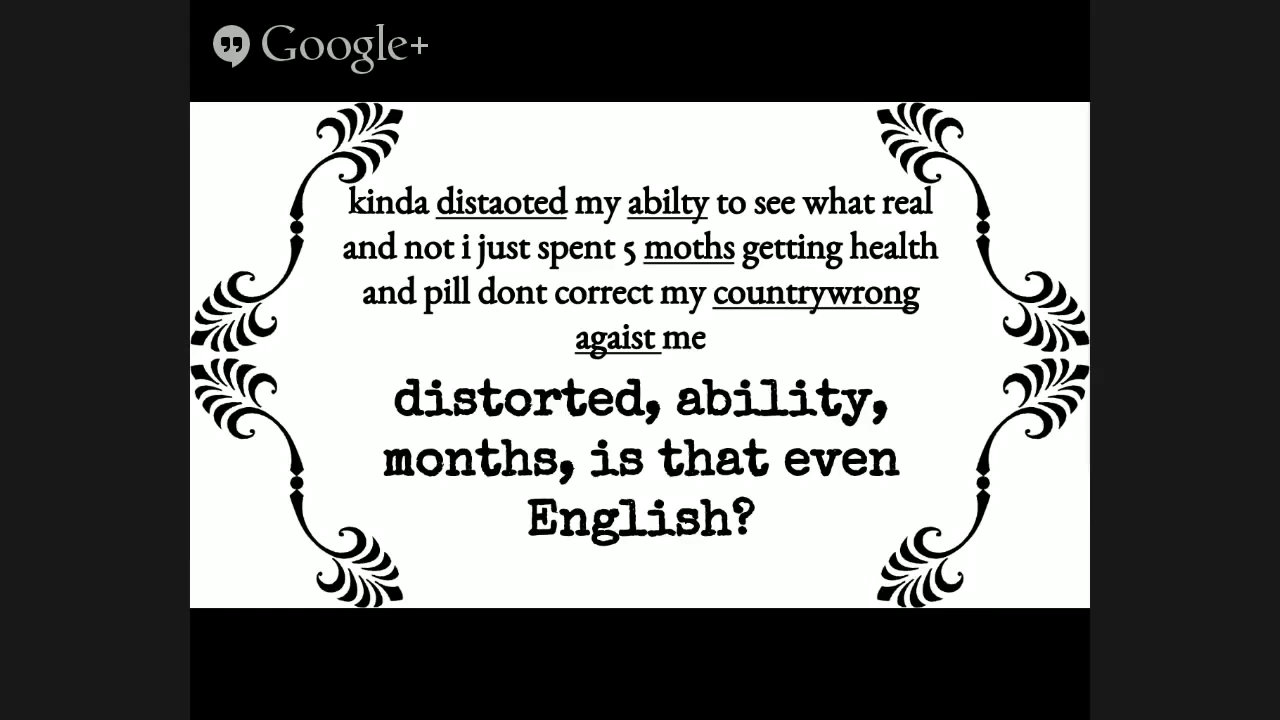 Google+
kinda distaoted my abilty to see what real
and not i just spent 5 moths getting health
and pill dont correct my countrywrong
agaist me
distorted, ability,
months, is that even
English?